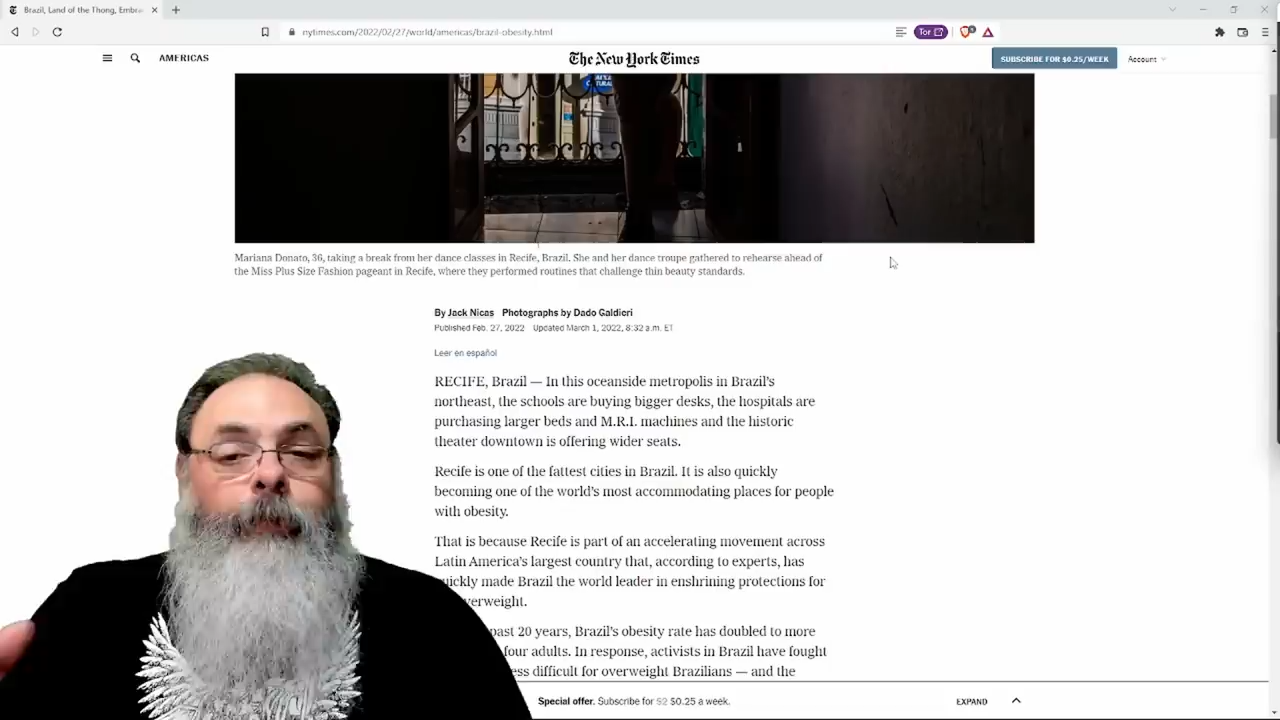 Brazil, Land of the Thong, Embra
nytimes.com/2022/02/27/world/americas/brazil-obesity.html
Tor
AMERICAS
The New York Times
SUBSCRIBE FOR $0.25/WEEK
Account
Mariana Donato, 36, taking a break from her dance classes in Recife, Brazil. She and her dance troupe gathered to rehearse ahead of
the Miss Plus Size Fashion pageant in Recife, where they performed routines that challenge thin beauty standards.
By Jack Nicas Photographs by Dado Galdieri
Published Feb. 27, 2022 Updated March 1, 2022, 8:32 a.m. ET
Leer en español
RECIFE, Brazil — In this oceanside metropolis in Brazil's
northeast, the schools are buying bigger desks, the hospitals are
purchasing larger beds and M.R.I. machines and the historic
theater downtown is offering wider seats.
Recife is one of the fattest cities in Brazil. It is also quickly
becoming one of the world's most accommodating places for people
with obesity.
That is because Recife is part of an accelerating movement across
Latin America's largest country that, according to experts, has
quickly made Brazil the world leader in enshrining protections for
verweight.
past 20 years, Brazil's obesity rate has doubled to more
four adults. In response, activists in Brazil have fought
ess difficult for overweight Brazilians — and the
Special offer. Subscribe for $2 $0.25 a week.
EXPAND